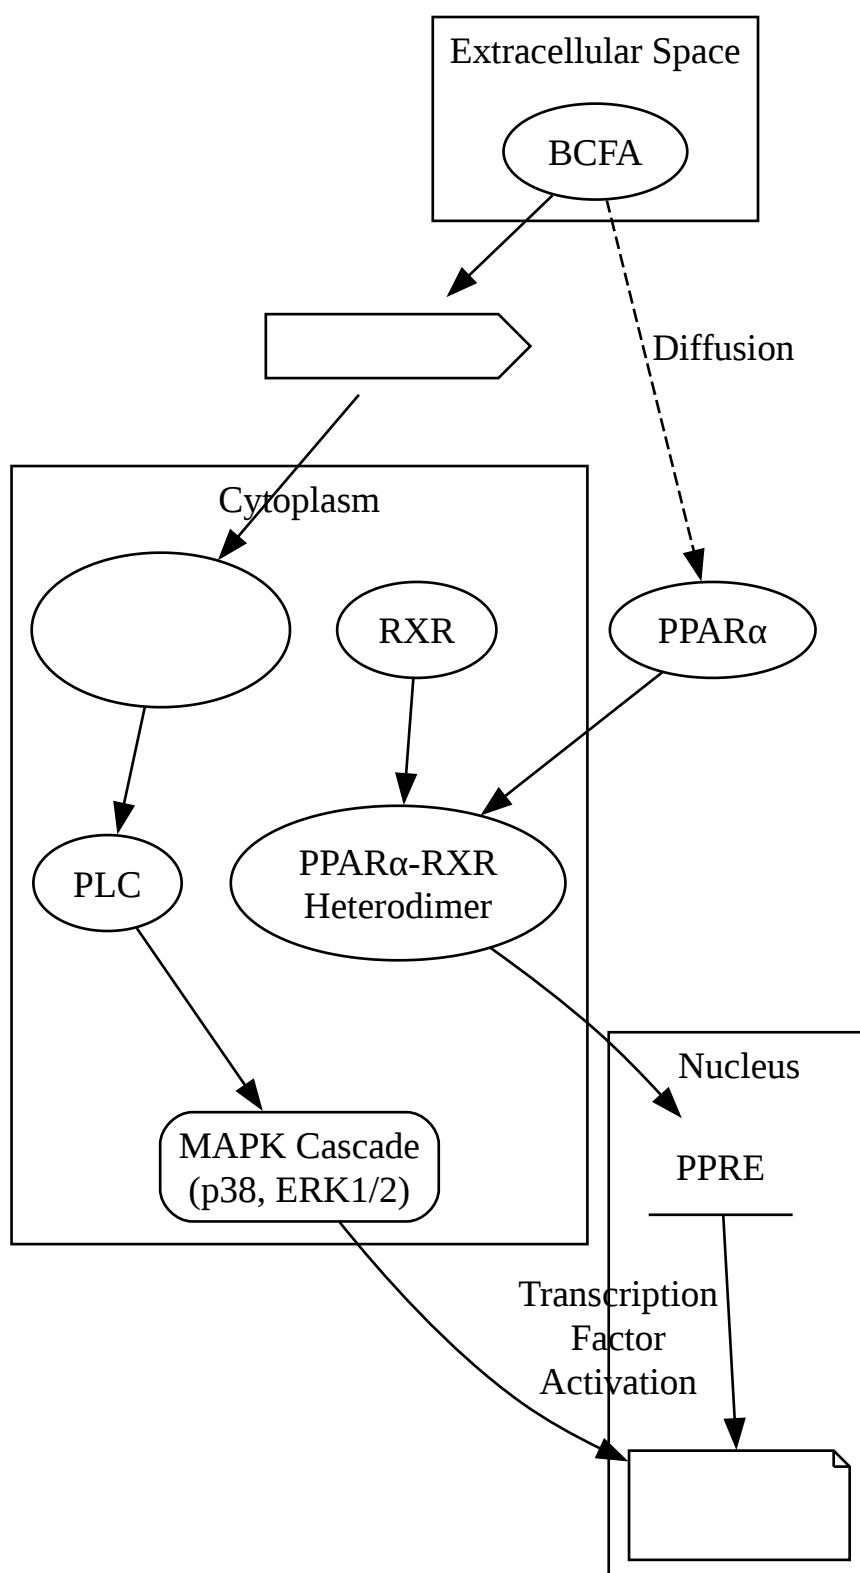 Extracellular Space
BCFA
Diffusion
Cytoplasm
RXR
PPARα
PLC
PPARα-RXR
Heterodimer
Nucleus
MAPK Cascade
(p38, ERK1/2)
PPRE
Transcription
Factor
Activation